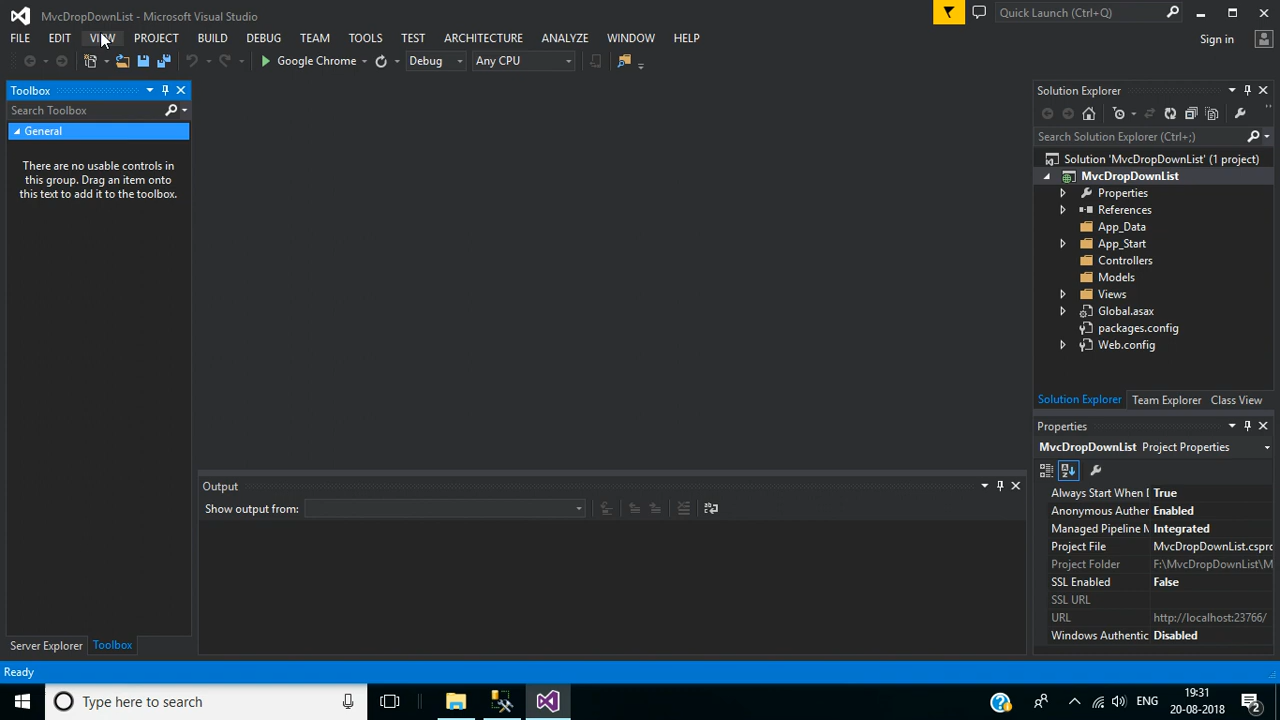 MvcDropDownList - Microsoft Visual Studio
Quick Launch (Ctrl+Q)
FILE EDIT VIEW PROJECT BUILD DEBUG TEAM TOOLS TEST ARCHITECTURE ANALYZE WINDOW HELP
Sign in
Google Chrome Debug Any CPU
Toolbox
Search Toolbox
General
There are no usable controls in
this group. Drag an item onto
this text to add it to the toolbox.
Server Explorer Toolbox
Output
Show output from:
Solution Explorer
Search Solution Explorer (Ctrl+;)
Solution 'MvcDropDownList' (1 project)
MvcDropDownList
Properties
References
App_Data
App_Start
Controllers
Models
Views
Global.asax
packages.config
Web.config
Solution Explorer Team Explorer Class View
Properties
MvcDropDownList Project Properties
Always Start When D True
Anonymous Auther Enabled
Managed Pipeline M Integrated
Project File MvcDropDownList.cspro
Project Folder F:\MvcDropDownList\M
SSL Enabled False
SSL URL
URL http://localhost:23766/
Windows Authentic Disabled
Ready
Type here to search
ENG
19:31
20-08-2018
2